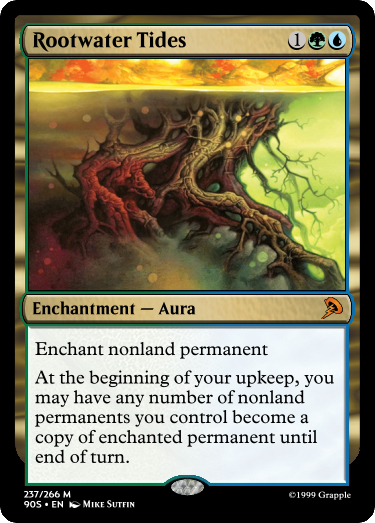 Rootwater Tides 1
Enchantment — Aura
Enchant nonland permanent
At the beginning of your upkeep, you
may have any number of nonland
permanents you control become a
copy of enchanted permanent until
end of turn.
237/266 M
90S • EN Mike Sutfin
©1999 Grapple